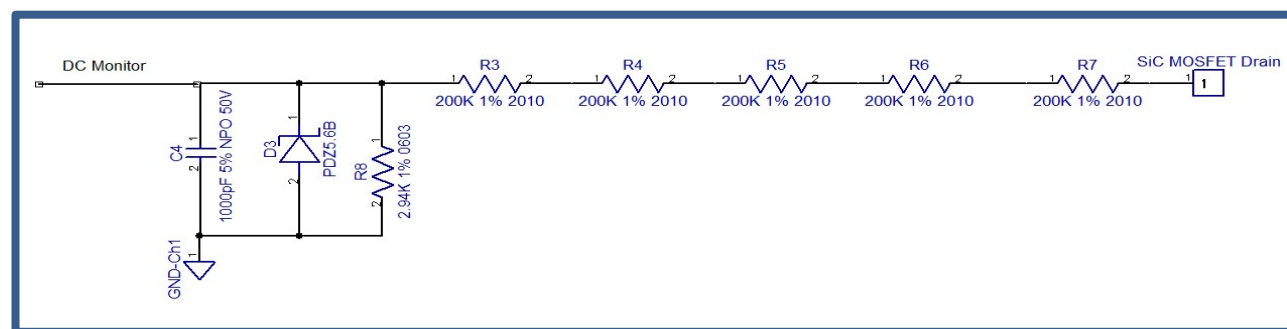 DC Monitor
R3
R4
R5
R6
R7
SiC MOSFET Drain
1 2
1 2
1 2
1 2
1 2
1
1
200K 1% 2010
200K 1% 2010
200K 1% 2010
200K 1% 2010
200K 1% 2010
C4
1
2
1000pF 5% NPO 50V
D3
1
2
PDZ5.6B
R8
1
2
2.94K 1% 0603
GND-Ch1
1